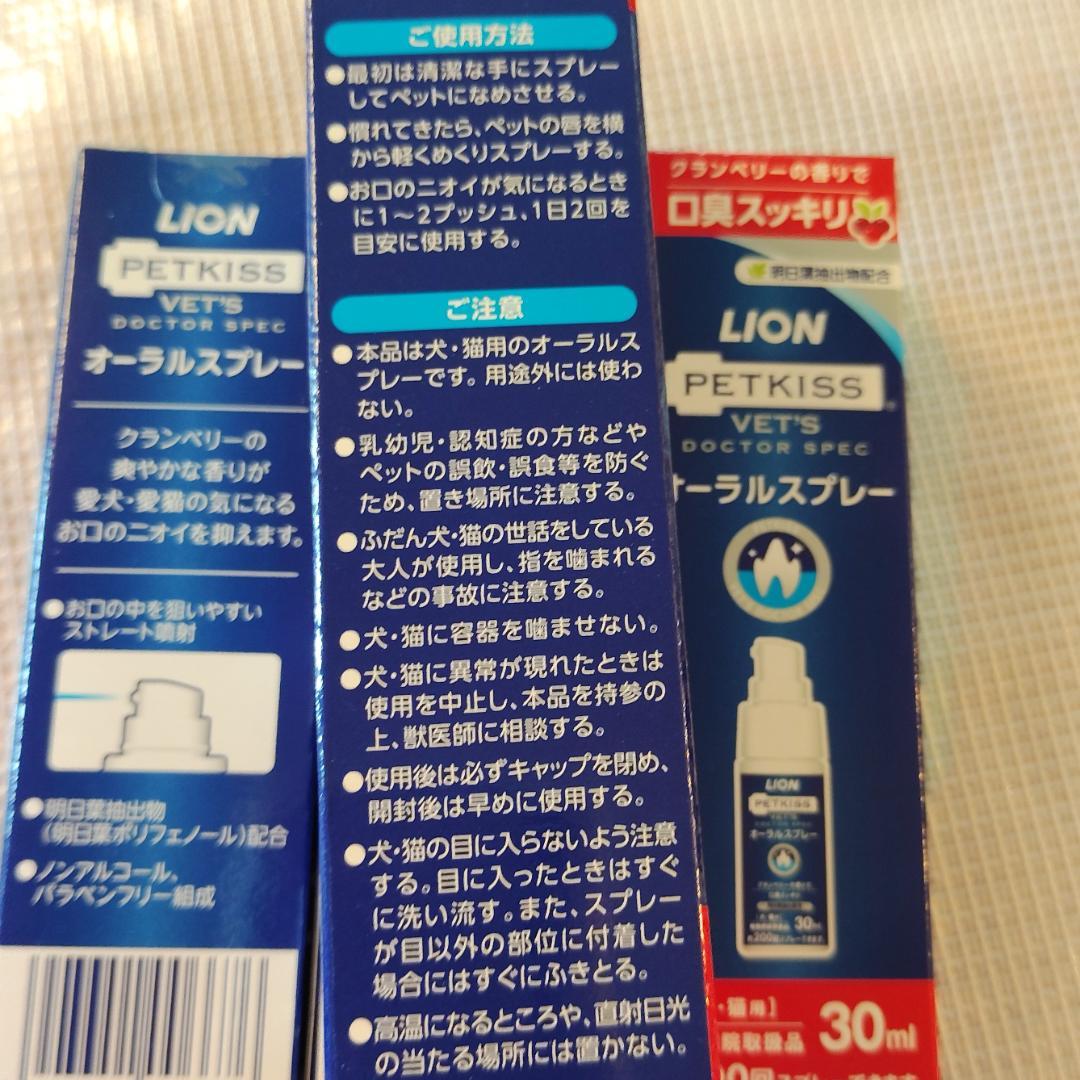 LION
PETKISS
VET'S
DOCTOR SPEC
オーラルスプレー
クランベリーの
爽やかな香りが
愛犬・愛猫の気になる
お口のニオイを抑えます。
●お口の中を狙いやすい
ストレート噴射
●明日葉抽出物
(明日葉ポリフェノール)配合
●ノンアルコール、
パラベンフリー組成
ご使用方法
●最初は清潔な手にスプレー
してペットになめさせる。
●慣れてきたら、ペットの唇を横
から軽くめくりスプレーする。
●お口のニオイが気になるとき
に1〜2プッシュ、1日2回を
目安に使用する。
ご注意
●本品は犬・猫用のオーラルス
プレーです。用途外には使わ
ない。
●乳幼児・認知症の方などや
ペットの誤飲・誤食等を防ぐ
ため、置き場所に注意する。
●ふだん犬・猫の世話をしている
大人が使用し、指を噛まれる
などの事故に注意する。
●犬・猫に容器を噛ませない。
●犬・猫に異常が現れたときは
使用を中止し、本品を持参の
上、獣医師に相談する。
●使用後は必ずキャップを閉め、
開封後は早めに使用する。
●犬・猫の目に入らないよう注意
する。目に入ったときはすぐ
に洗い流す。また、スプレー
が目以外の部位に付着した
場合にはすぐにふきとる。
●高温になるところや、直射日光
の当たる場所には置かない。
クランベリーの香りで
口臭スッキリ
明日葉抽出物配合
LION
PETKISS
VET'S
DOCTOR SPEC
オーラルスプレー
LION
PETKISS
オーラルスプレー
30ml
・猫用]
院取扱品
30ml